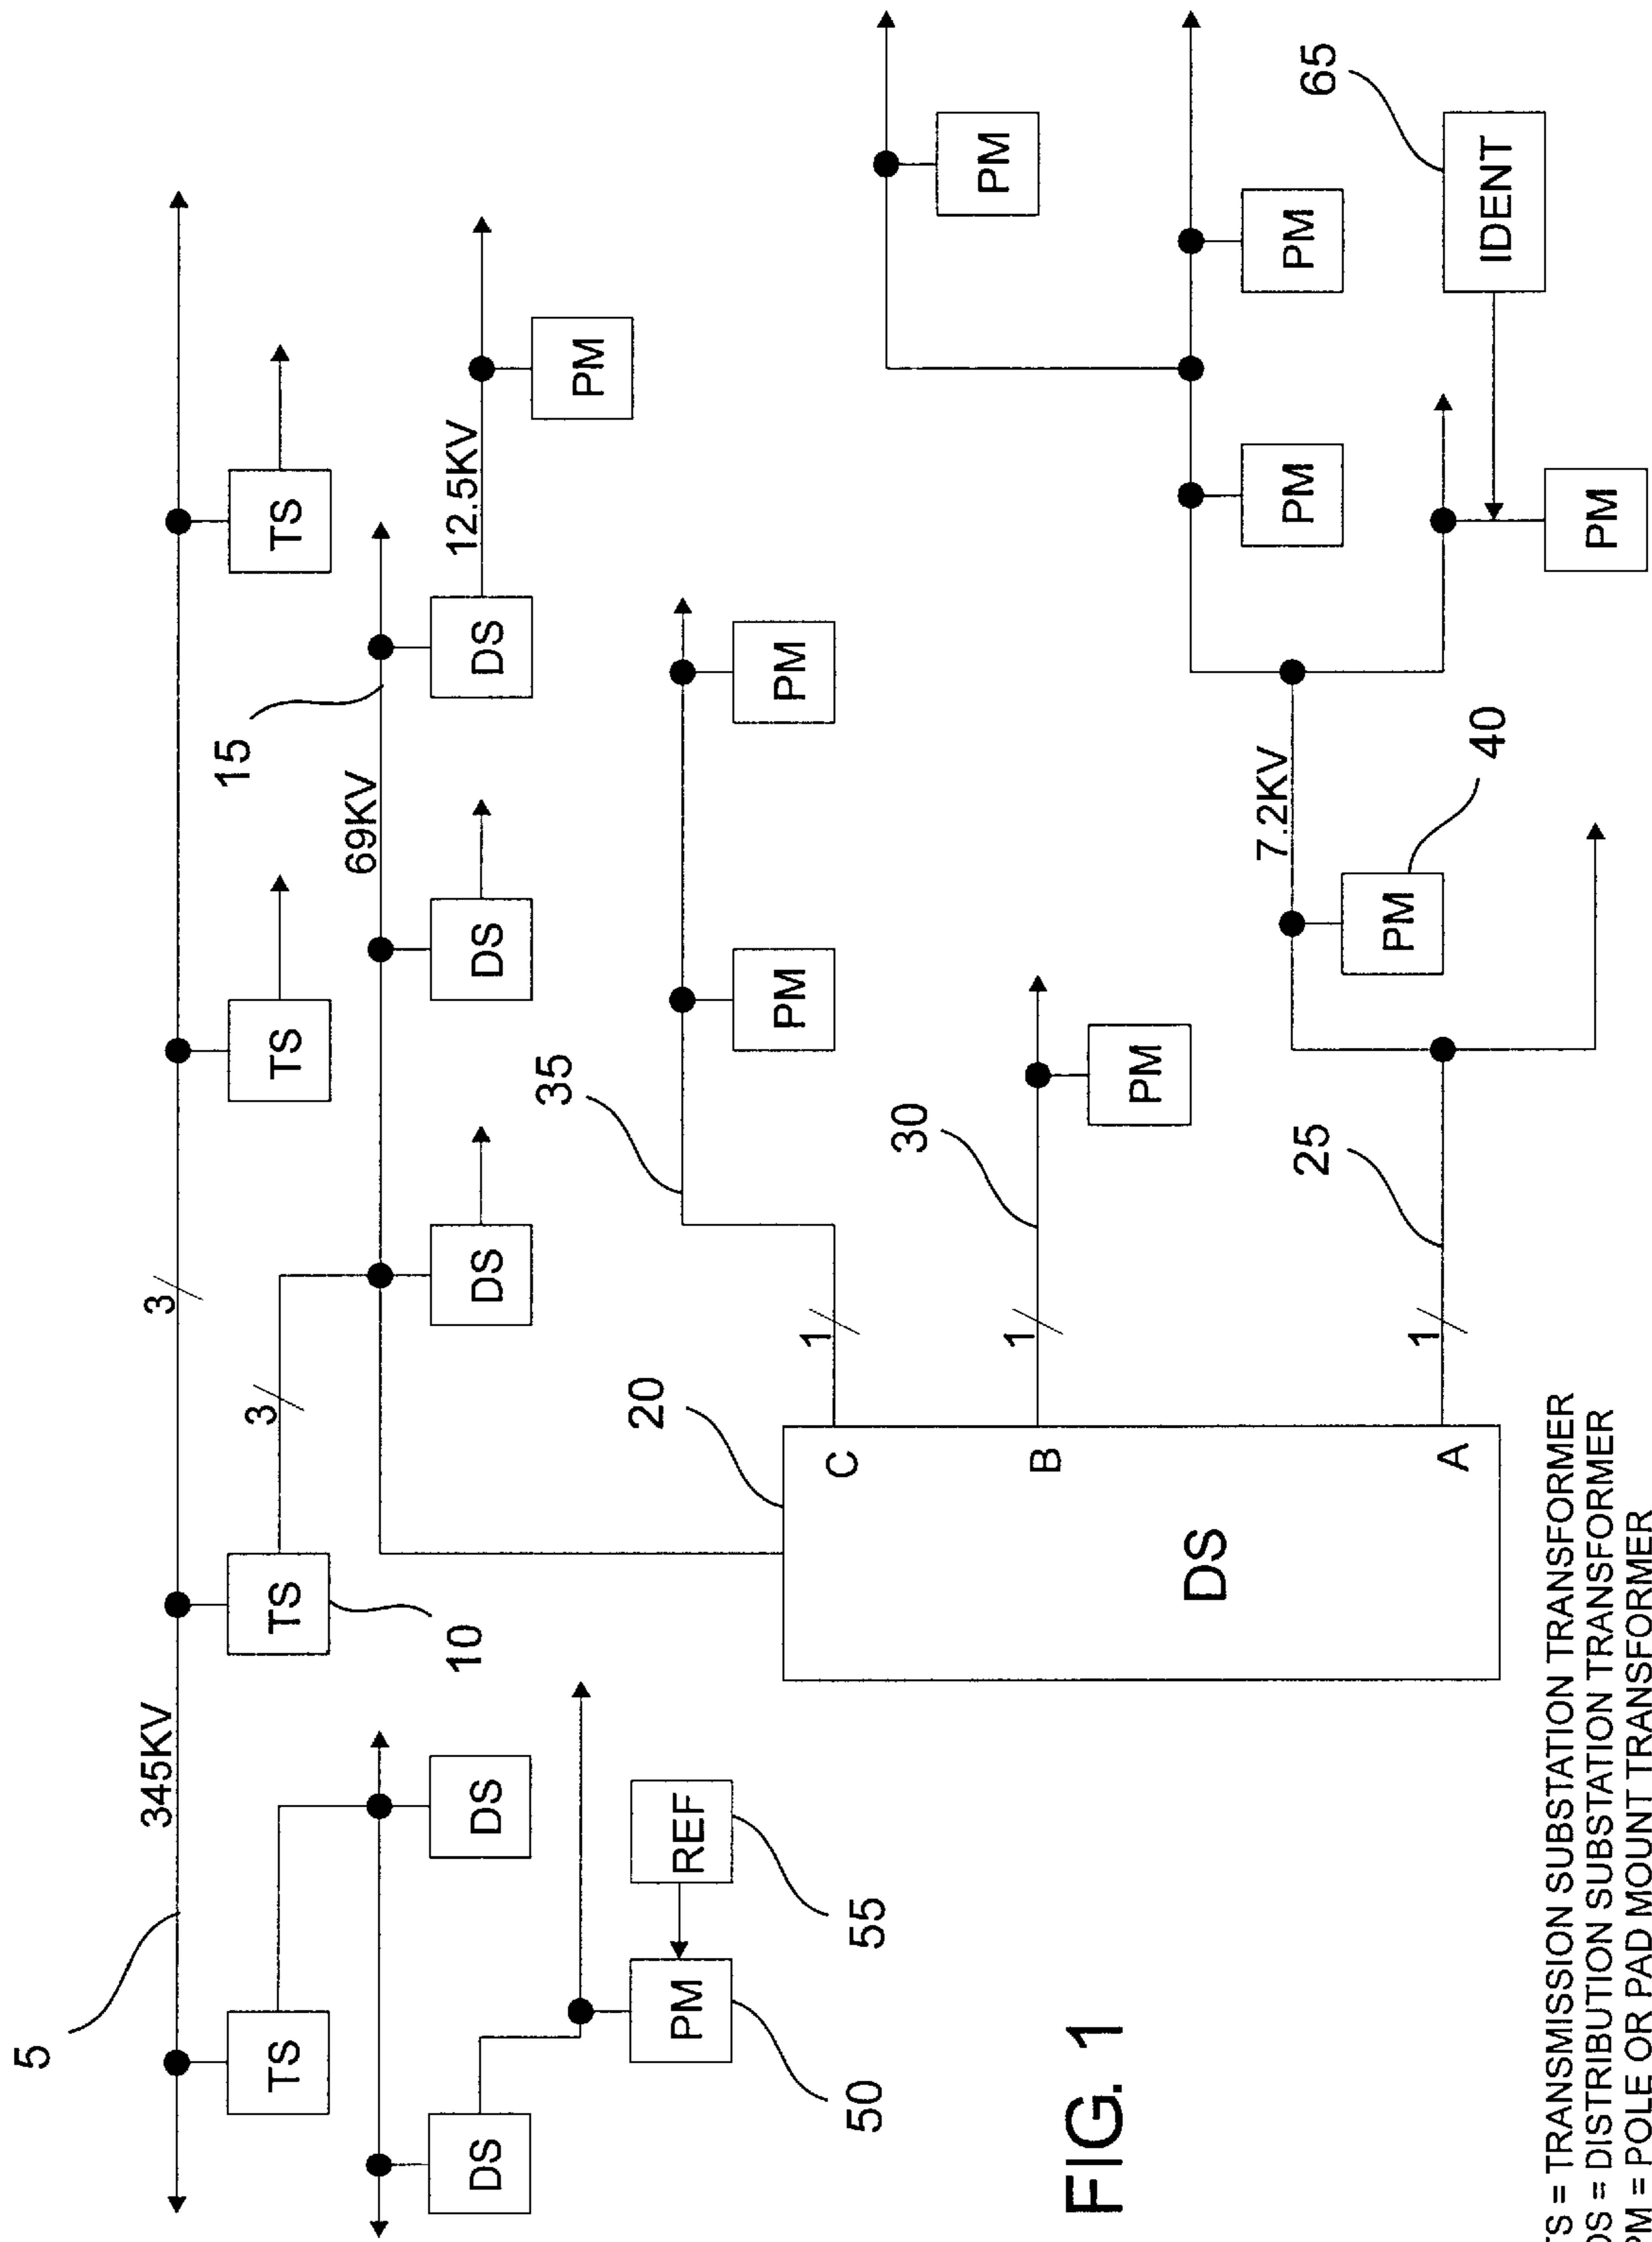 5
345KV
3
15
3
TS
TS
TS
TS
69KV
10
12.5KV
DS
DS
DS
DS
DS
35
PM
20
PM
REF
PM
PM
1
C
50
55
30
PM
1
B
FIG. 1
PM
DS
7.2KV
PM
PM
25
65
PM
1
A
40
IDENT
PM
TS = TRANSMISSION SUBSTATION TRANSFORMER
DS = DISTRIBUTION SUBSTATION TRANSFORMER
PM = POLE OR PAD MOUNT TRANSFORMER